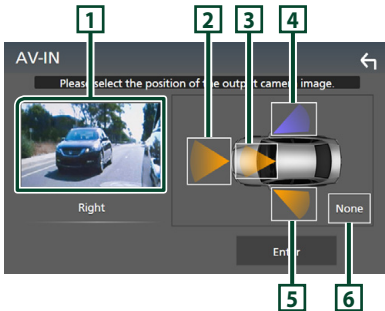 1 2 3 4
AV-IN
Please select the position of the output camera image.
Right
None
Enter
5 6